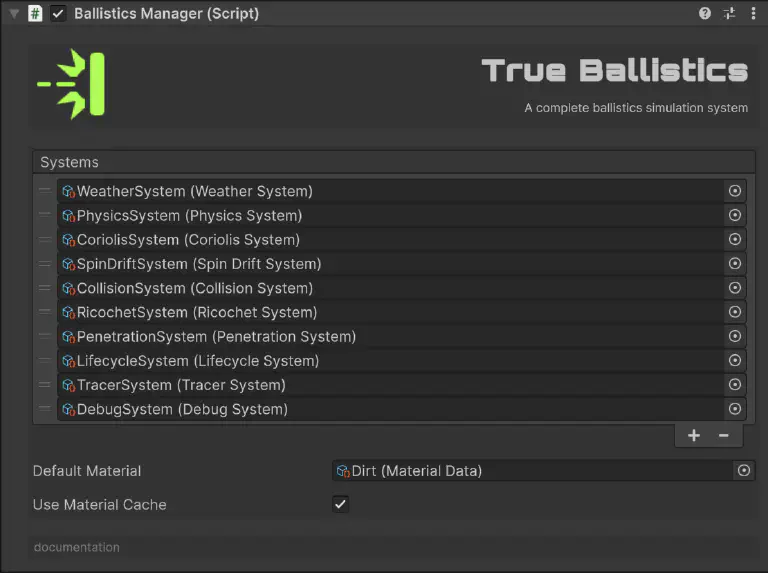 Ballistics Manager (Script)
True Ballistics
A complete ballistics simulation system
Systems
WeatherSystem (Weather System)
PhysicsSystem (Physics System)
CoriolisSystem (Coriolis System)
SpinDriftSystem (Spin Drift System)
CollisionSystem (Collision System)
RicochetSystem (Ricochet System)
PenetrationSystem (Penetration System)
LifecycleSystem (Lifecycle System)
TracerSystem (Tracer System)
DebugSystem (Debug System)
Default Material Dirt (Material Data)
Use Material Cache
documentation